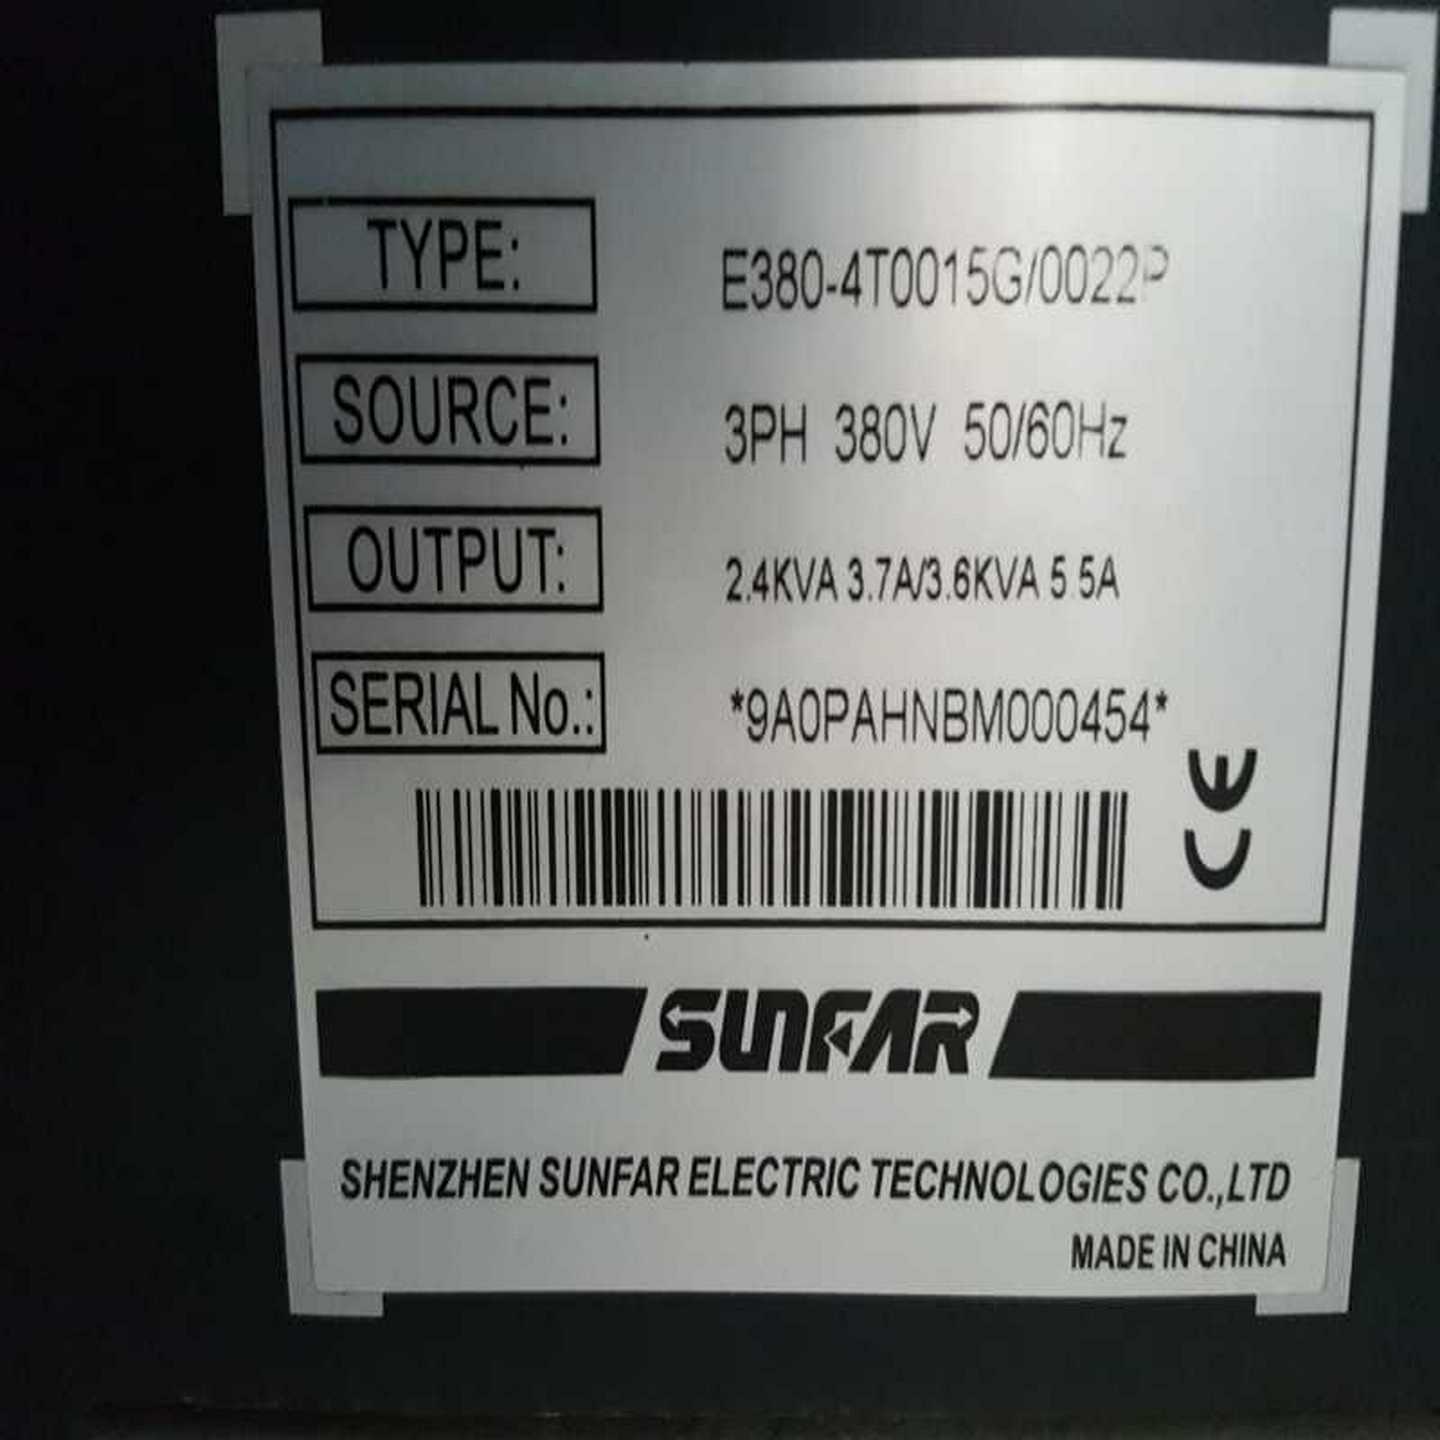 TYPE: E380-4T0015G/0022P
SOURCE: 3PH 380V 50/60Hz
OUTPUT: 2.4KVA 3.7A/3.6KVA 5.5A
SERIAL No.: *9A0PAHNBM000454*
CE
SUNFAR
SHENZHEN SUNFAR ELECTRIC TECHNOLOGIES CO.,LTD
MADE IN CHINA